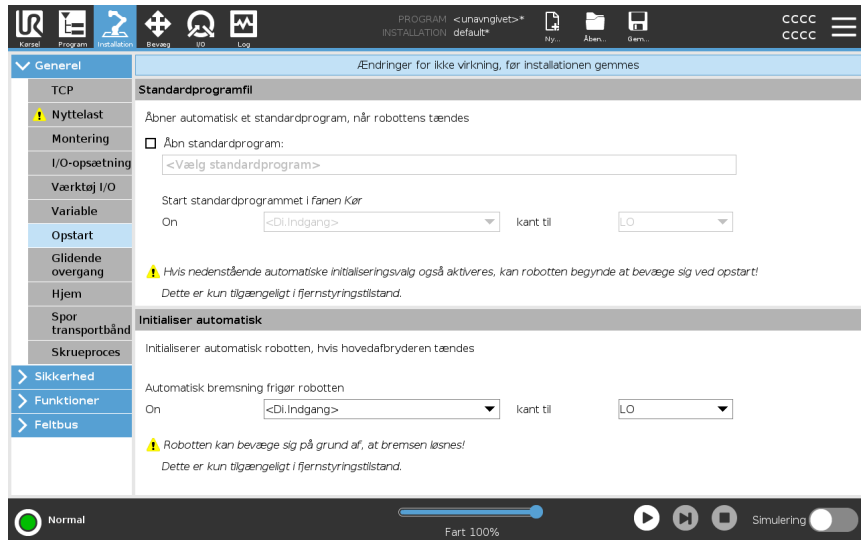 Kørsel Program Installation Bevæg I/O Log
PROGRAM <unavngivet>*
INSTALLATION default*
Ny... Åben... Gem...
CCCC
CCCC
Generel
TCP
Nyttelast
Montering
I/O-opsætning
Værktøj I/O
Variable
Opstart
Glidende
overgang
Hjem
Spor
transportbånd
Skrueproces
Sikkerhed
Funktioner
Feltbus
Ændringer for ikke virkning, før installationen gemmes
Standardprogramfil
Åbner automatisk et standardprogram, når robottens tændes
Åbn standardprogram:
<Vælg standardprogram>
Start standardprogrammet i fanen Kør
On <Di.Indgang> kant til LO
Hvis nedenstående automatiske initialiseringsvalg også aktiveres, kan robotten begynde at bevæge sig ved opstart!
Dette er kun tilgængeligt i fjernstyringstilstand.
Initialiser automatisk
Initialiserer automatisk robotten, hvis hovedafbryderen tændes
Automatisk bremsning frigør robotten
On <Di.Indgang> kant til LO
Robotten kan bevæge sig på grund af, at bremsen løsnes!
Dette er kun tilgængeligt i fjernstyringstilstand.
Normal
Fart 100%
Simulering